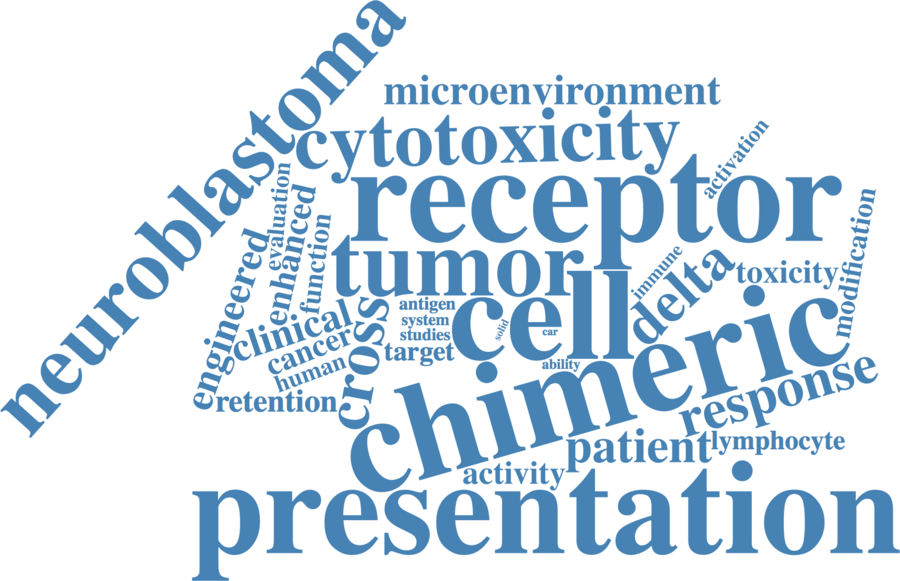 neuroblastoma
microenvironment
cytotoxicity
activation
receptor
evaluation
enhanced
function
engineered
tumor
immune
delta
toxicity
modification
clinical
cross
antigen
system
studies
target
cell
solid
car
ability
cancer
human
retention
chimeric
response
patient
lymphocyte
activity
presentation